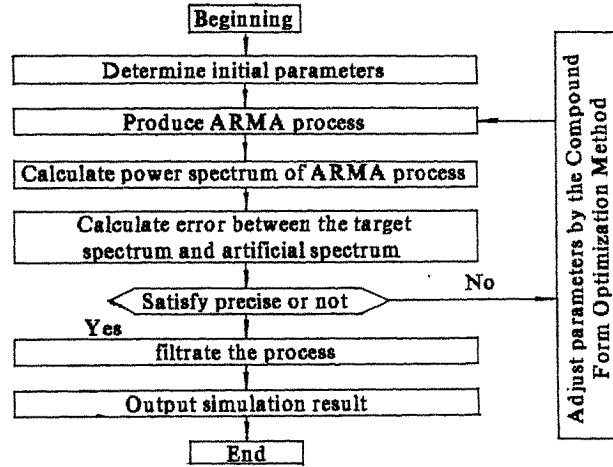 Beginning
Determine initial parameters
Produce ARMA process
Calculate power spectrum of ARMA process
Calculate error between the target
spectrum and artificial spectrum
Satisfy precise or not
No
Yes
filtrate the process
Output simulation result
End
Adjust parameters by the Compound
Form Optimization Method